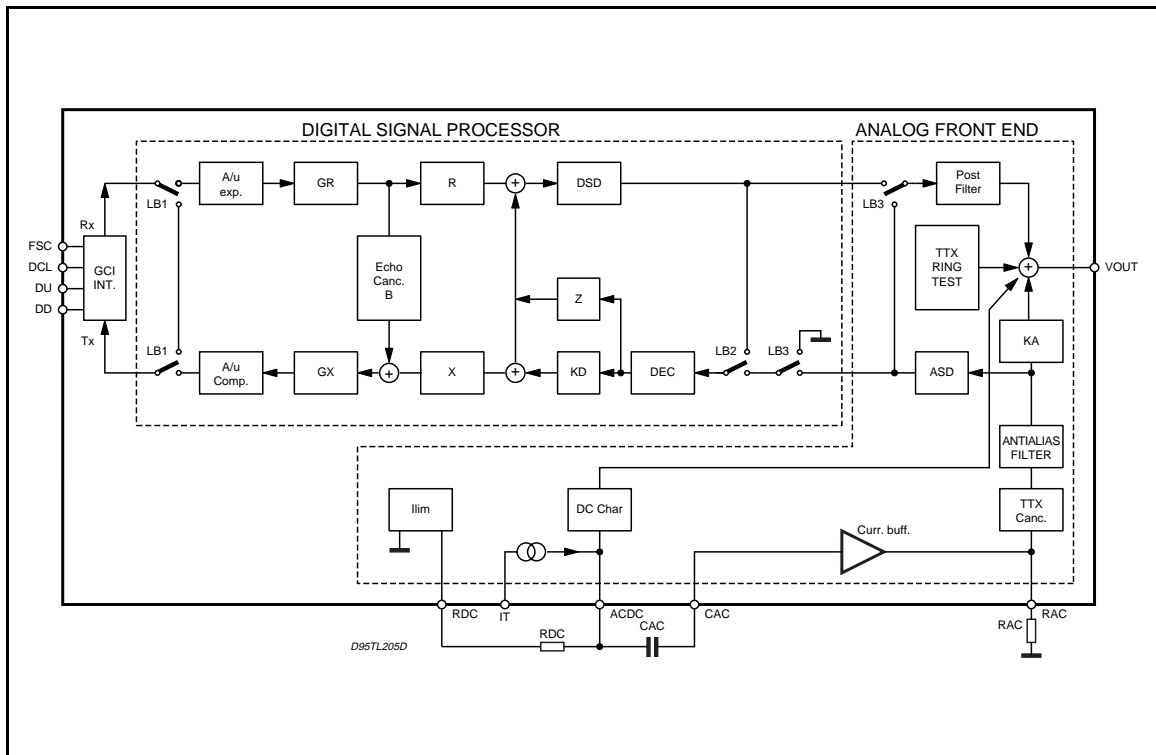 DIGITAL SIGNAL PROCESSOR
ANALOG FRONT END
A/u
exp.
GR
R
+
DSD
Post
Filter
LB1
LB3
Rx
FSC
DCL
DU
DD
GCI
INT.
Echo
Canc.
B
TTX
RING
TEST
+
VOUT
Z
Tx
LB1
LB2
LB3
KA
A/u
Comp.
GX
+
X
+
KD
DEC
ASD
ANTIALIAS
FILTER
Ilim
DC Char
TTX
Canc.
Curr. buff.
RDC
IT
ACDC
CAC
RAC
RDC
CAC
RAC
D95TL205D